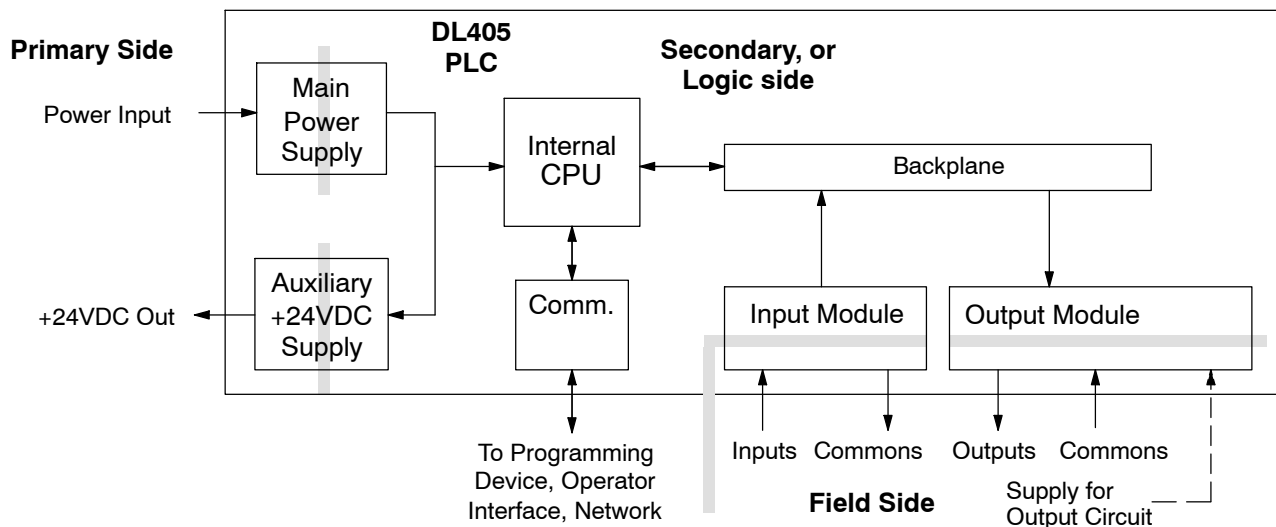 Primary Side
DL405
PLC
Secondary, or
Logic side
Power Input
Main
Power
Supply
Internal
CPU
Backplane
+24VDC Out
Auxiliary
+24VDC
Supply
Comm.
Input Module
Output Module
To Programming
Device, Operator
Interface, Network
Inputs
Commons
Outputs
Commons
Field Side
Supply for
Output Circuit